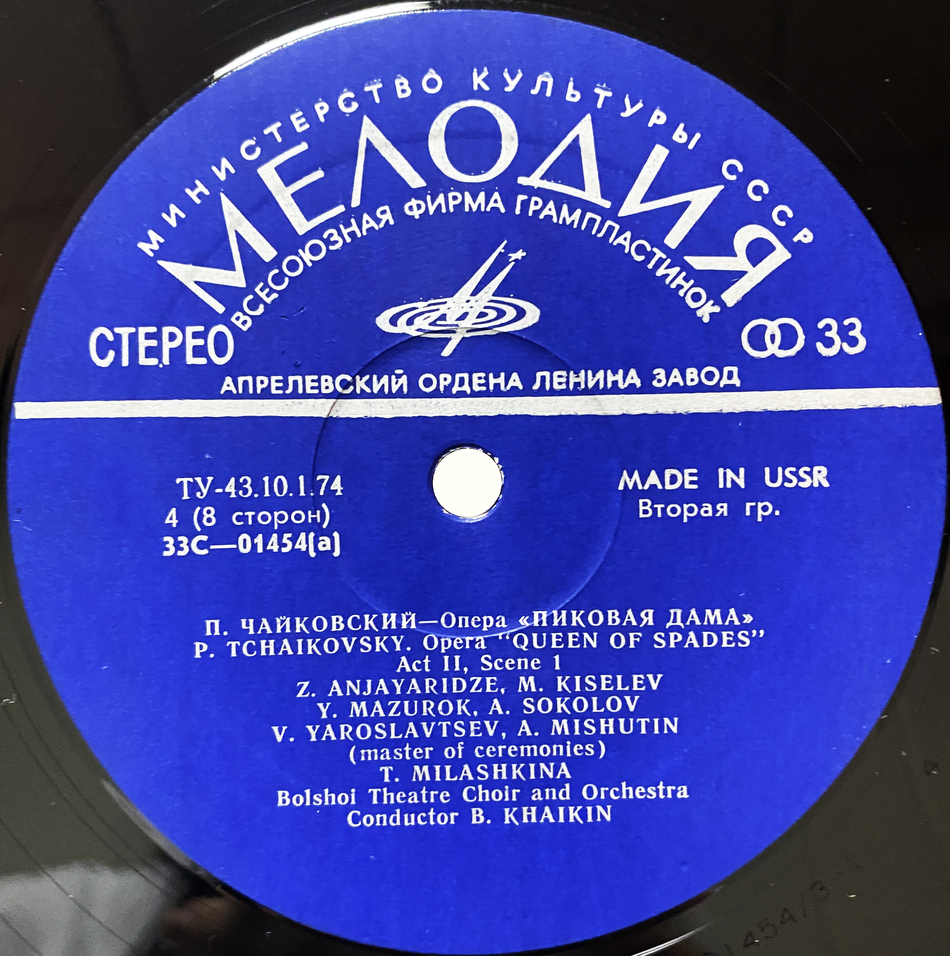 МИНИСТЕРСТВО КУЛЬТУРЫ СССР
МЕЛОДИЯ
ВСЕСОЮЗНАЯ ФИРМА ГРАМПЛАСТИНОК
СТЕРЕО
33
АПРЕЛЕВСКИЙ ОРДЕНА ЛЕНИНА ЗАВОД
ТУ-43.10.1.74
4 (8 сторон)
33С—01454(а)
MADE IN USSR
Вторая гр.
П. ЧАЙКОВСКИЙ—Опера «ПИКОВАЯ ДАМА»
P. TCHAIKOVSKY. Opera “QUEEN OF SPADES”
Act II, Scene 1
Z. ANJAYARIDZE, M. KISELEV
Y. MAZUROK, A. SOKOLOV
V. YAROSLAVTSEV, A. MISHUTIN
(master of ceremonies)
T. MILASHKINA
Bolshoi Theatre Choir and Orchestra
Conductor B. KHAIKIN